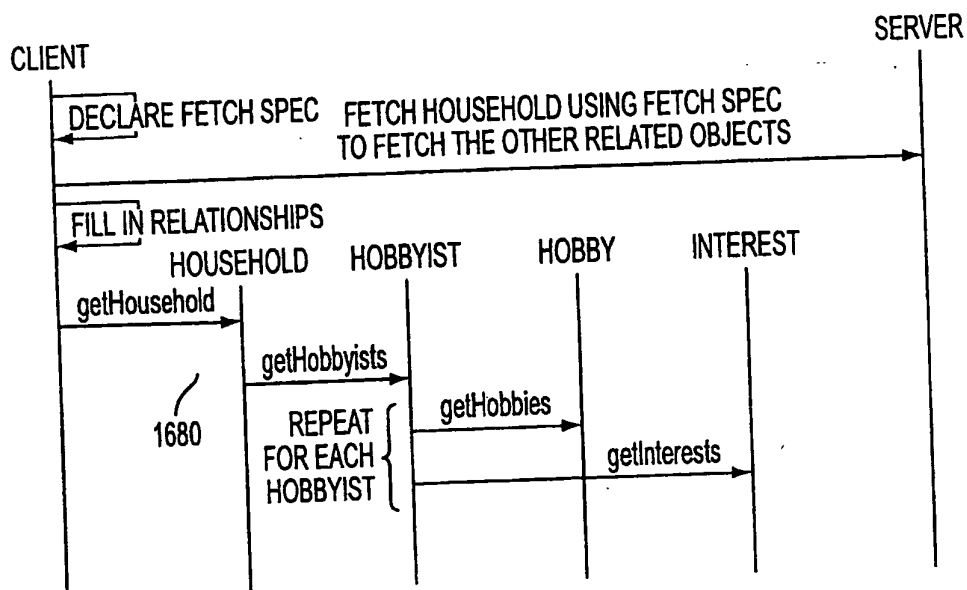 CLIENT
SERVER
DECLARE FETCH SPEC
FETCH HOUSEHOLD USING FETCH SPEC
TO FETCH THE OTHER RELATED OBJECTS
FILL IN RELATIONSHIPS
HOUSEHOLD
HOBBYIST
HOBBY
INTEREST
getHousehold
getHobbyists
1680
REPEAT
FOR EACH
HOBBYIST
getHobbies
getInterests